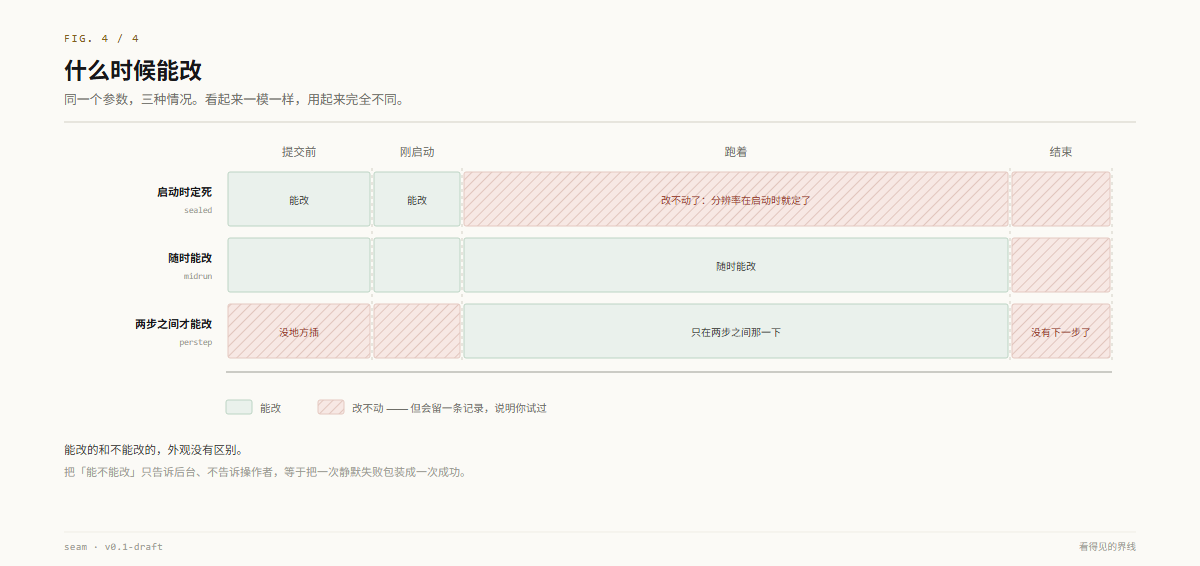 FIG. 4 / 4
什么时候能改
同一个参数，三种情况。看起来一模一样，用起来完全不同。
提交前 刚启动 跑着 结束
启动时定死
sealed
能改 能改 改不动了：分辨率在启动时就定了
随时能改
midrun
随时能改
两步之间才能改
perstep
没地方插 只在两步之间那一下 没有下一步了
能改 改不动 —— 但会留一条记录，说明你试过
能改的和不能改的，外观没有区别。
把「能不能改」只告诉后台、不告诉操作者，等于把一次静默失败包装成一次成功。
seam · v0.1-draft 看得见的界线